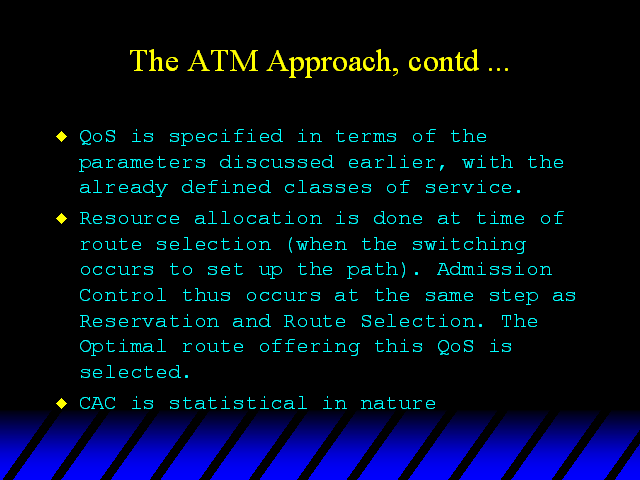 The ATM Approach, contd ...
QoS is specified in terms of the
parameters discussed earlier, with the
already defined classes of service.
Resource allocation is done at time of
route selection (when the switching
occurs to set up the path). Admission
Control thus occurs at the same step as
Reservation and Route Selection. The
Optimal route offering this QoS is
selected.
CAC is statistical in nature